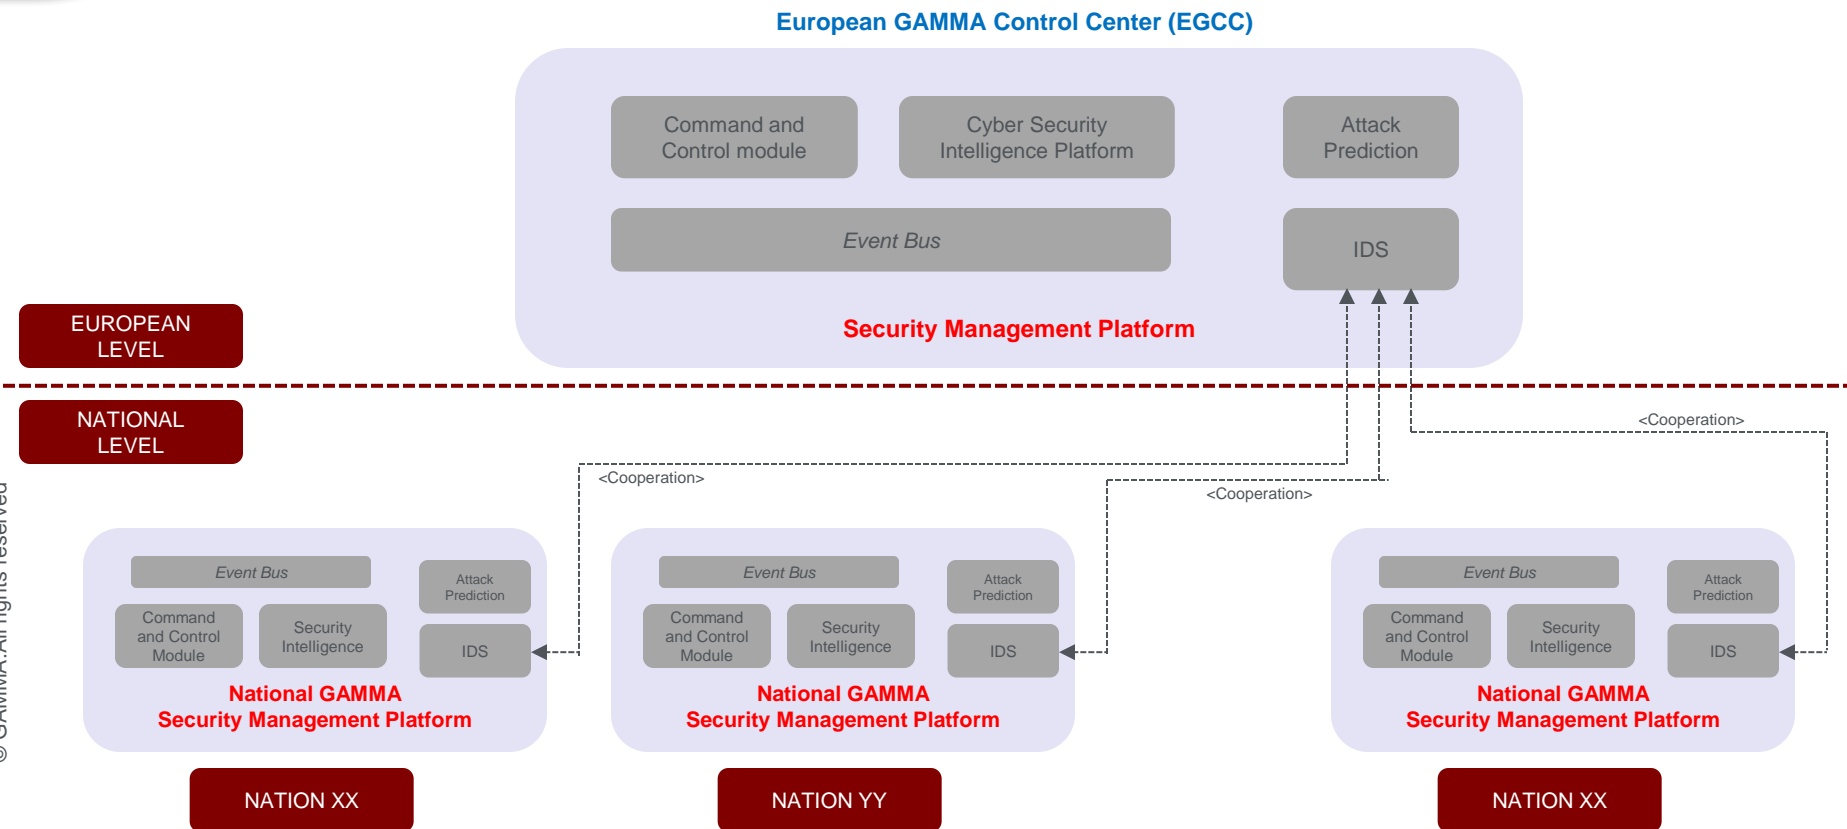 European GAMMA Control Center (EGCC)
Command and
Control module
Cyber Security
Intelligence Platform
Attack
Prediction
Event Bus
IDS
Security Management Platform
EUROPEAN
LEVEL
NATIONAL
LEVEL
<Cooperation>
<Cooperation>
<Cooperation>
© GAMMA.All rights reserved
Event Bus
Attack
Prediction
Command
and Control
Module
Security
Intelligence
IDS
National GAMMA
Security Management Platform
NATION XX
Event Bus
Attack
Prediction
Command
and Control
Module
Security
Intelligence
IDS
National GAMMA
Security Management Platform
NATION YY
Event Bus
Attack
Prediction
Command
and Control
Module
Security
Intelligence
IDS
National GAMMA
Security Management Platform
NATION XX